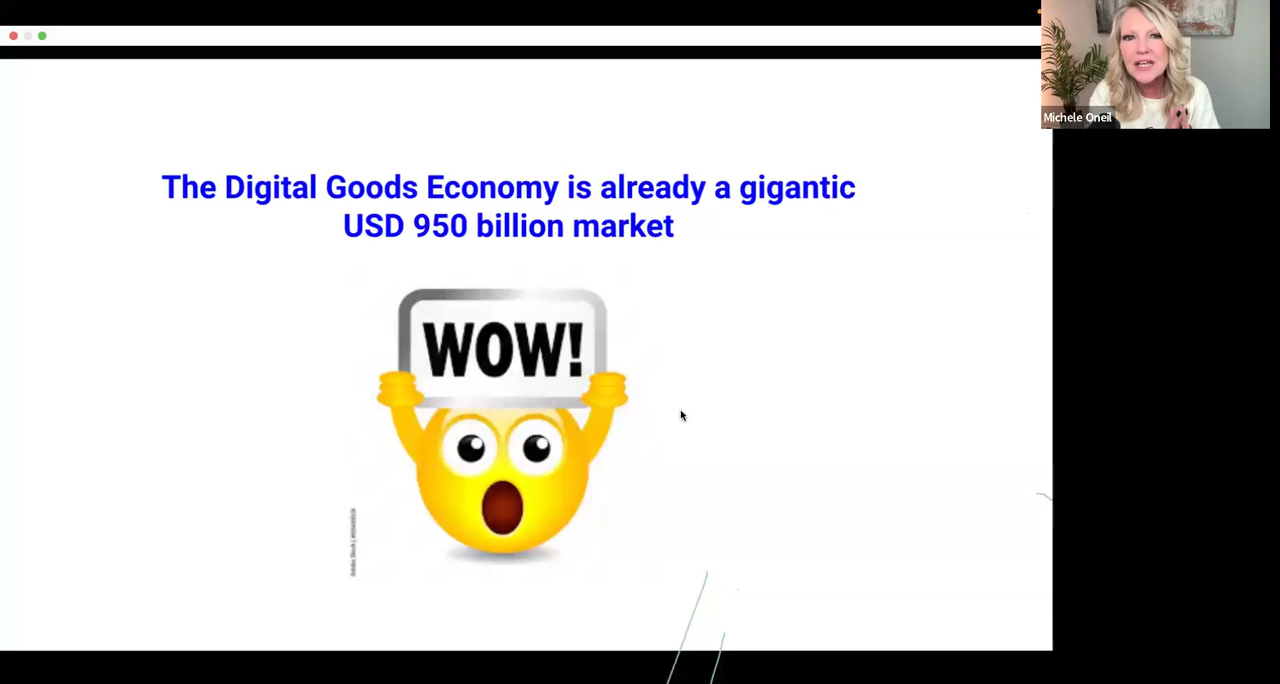 Michele Oneil
The Digital Goods Economy is already a gigantic
USD 950 billion market
WOW!